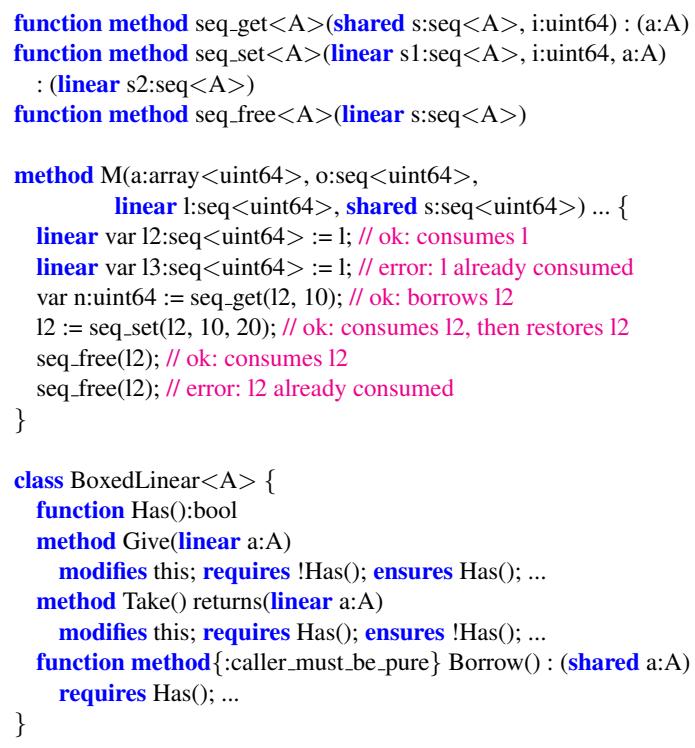 function method seq_get<A>(shared s:seq<A>, i:uint64) : (a:A)
function method seq_set<A>(linear s1:seq<A>, i:uint64, a:A)
: (linear s2:seq<A>)
function method seq_free<A>(linear s:seq<A>)
method M(a:array<uint64>, o:seq<uint64>,
linear l:seq<uint64>, shared s:seq<uint64>) ... {
linear var l2:seq<uint64> := l; // ok: consumes l
linear var l3:seq<uint64> := l; // error: l already consumed
var n:uint64 := seq_get(l2, 10); // ok: borrows l2
l2 := seq_set(l2, 10, 20); // ok: consumes l2, then restores l2
seq_free(l2); // ok: consumes l2
seq_free(l2); // error: l2 already consumed
}
class BoxedLinear<A> {
function Has():bool
method Give(linear a:A)
modifies this; requires !Has(); ensures Has(); ...
method Take() returns(linear a:A)
modifies this; requires Has(); ensures !Has(); ...
function method{:caller_must_be_pure} Borrow() : (shared a:A)
requires Has(); ...
}